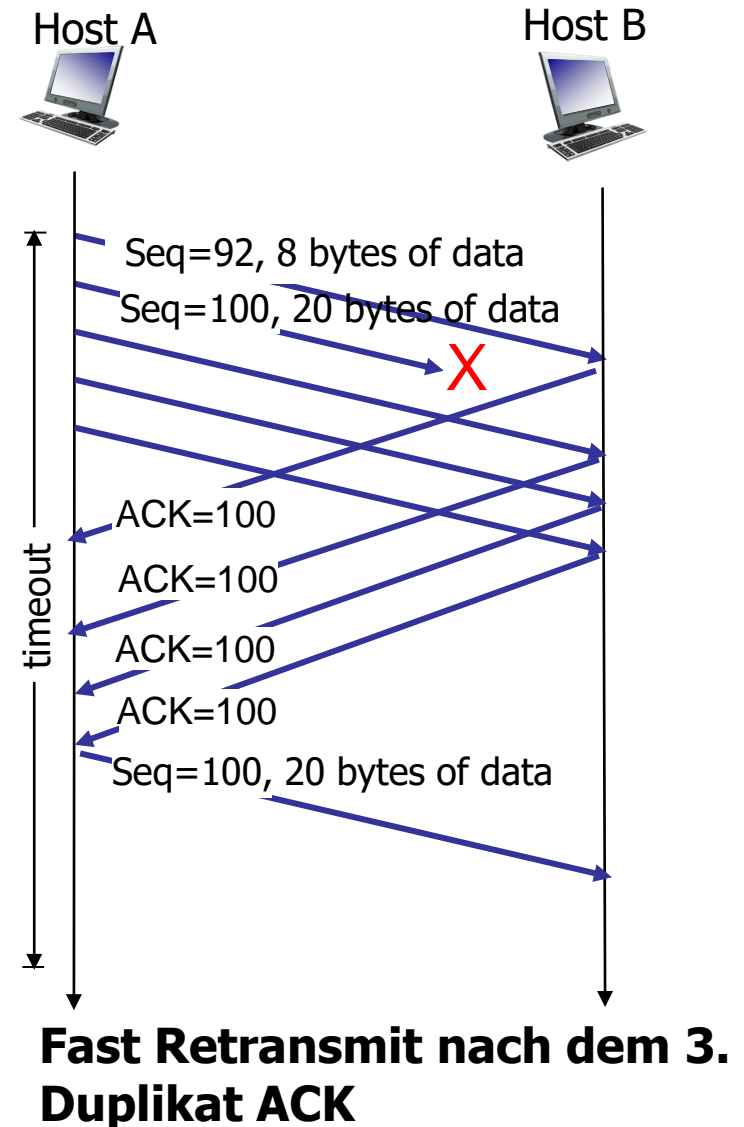 Host A
Host B
Seq=92, 8 bytes of data
Seq=100, 20 bytes of data
X
timeout
ACK=100
ACK=100
ACK=100
ACK=100
Seq=100, 20 bytes of data
Fast Retransmit nach dem 3.
Duplikat ACK